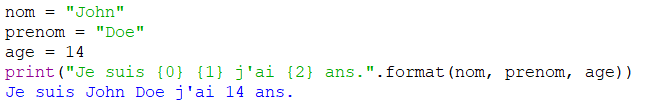 nom = "John"
prenom = "Doe"
age = 14
print("Je suis {0} {1} j'ai {2} ans.".format(nom, prenom, age))
Je suis John Doe j'ai 14 ans.